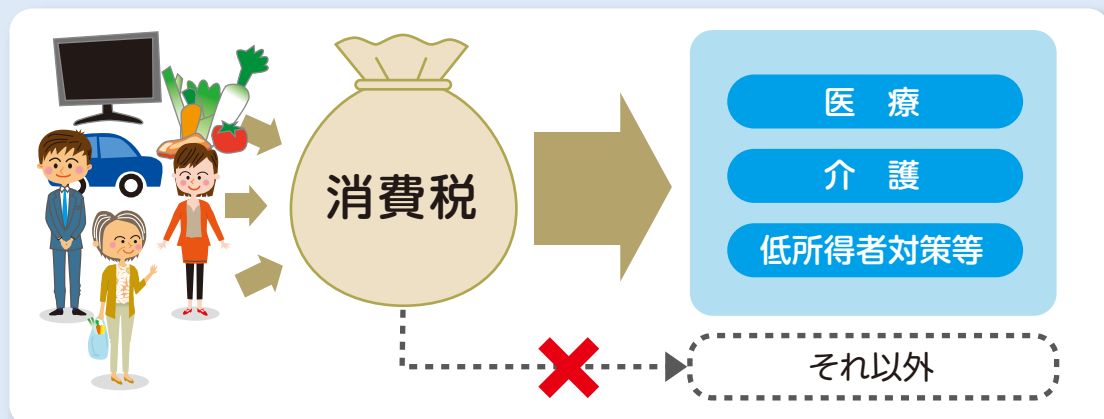 消費税
医 療
介 護
低所得者対策等
それ以外